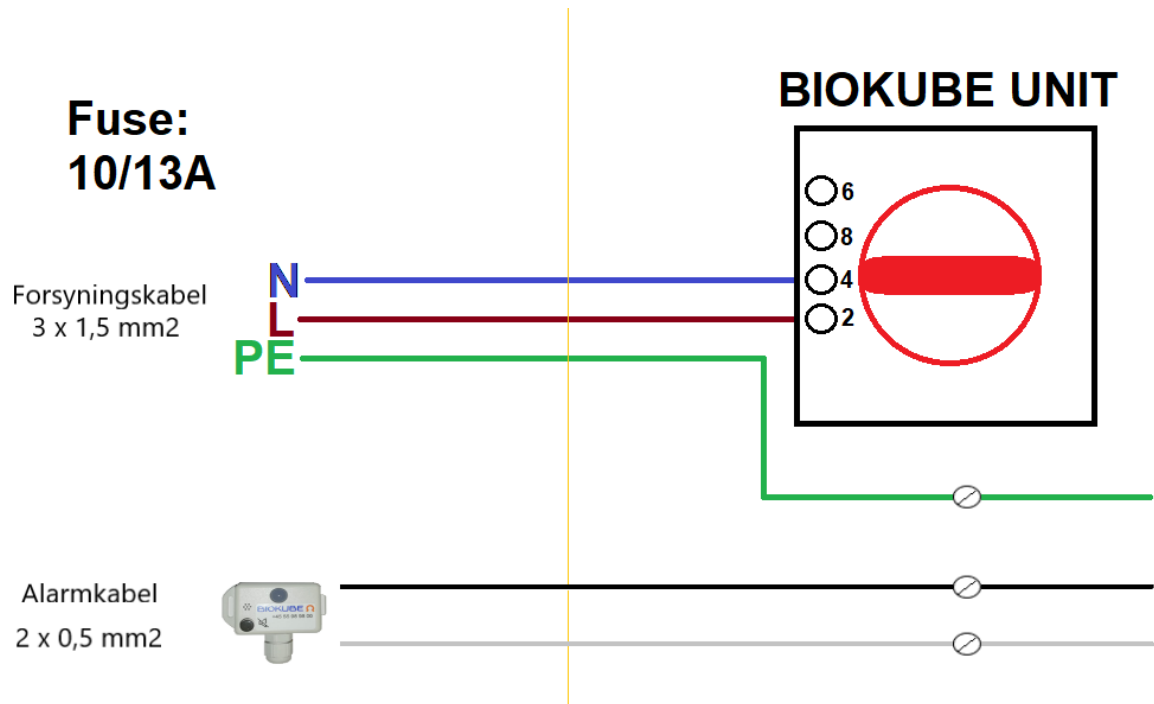 BIOKUBE UNIT
Fuse:
10/13A
6
8
4
2
N
L
PE
Forsyningskabel
3 x 1,5 mm2
Alarmkabel
2 x 0,5 mm2
BIOKUBE